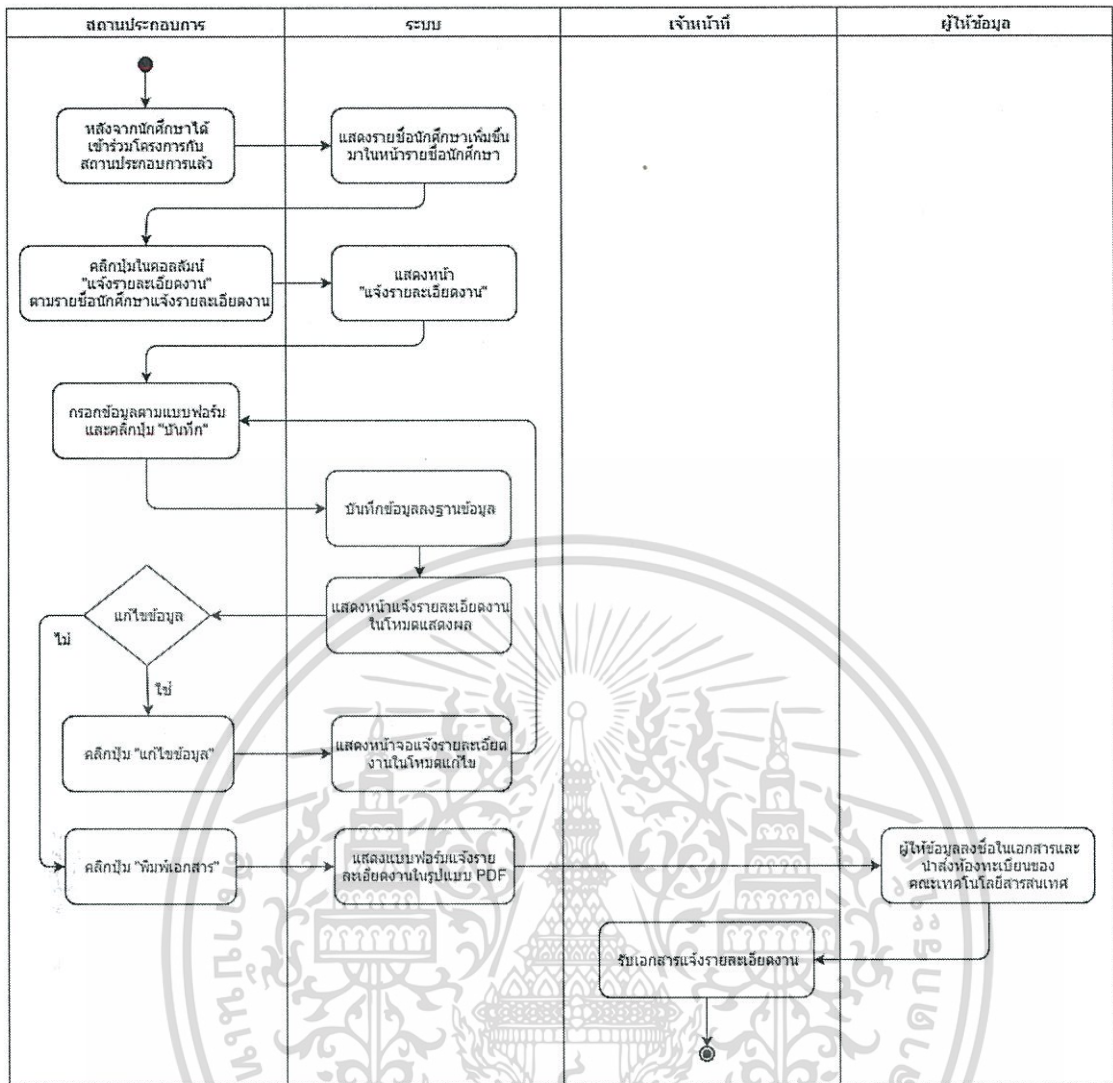 สถานประกอบการ
ระบบ
เจ้าหน้าที่
ผู้ให้ข้อมูล
หลังจากนักศึกษาได้
เข้าร่วมโครงการกับ
สถานประกอบการแล้ว
แสดงรายชื่อนักศึกษาเพิ่มขึ้น
มาในหน้ารายชื่อนักศึกษา
คลิกปุ่มในคอลลัมน์
"แจ้งรายละเอียดงาน"
ตามรายชื่อนักศึกษาแจ้งรายละเอียดงาน
แสดงหน้า
"แจ้งรายละเอียดงาน"
กรอกข้อมูลตามแบบฟอร์ม
และคลิกปุ่ม "บันทึก"
บันทึกข้อมูลลงฐานข้อมูล
แสดงหน้าแจ้งรายละเอียดงาน
ในโหมดแสดงผล
แก้ไขข้อมูล
ไม่
ใช่
คลิกปุ่ม "แก้ไขข้อมูล"
แสดงหน้าจอแจ้งรายละเอียด
งานในโหมดแก้ไข
คลิกปุ่ม "พิมพ์เอกสาร"
แสดงแบบฟอร์มแจ้งราย
ละเอียดงานในรูปแบบ PDF
ผู้ให้ข้อมูลลงชื่อในเอกสารและ
นำส่งห้องทะเบียนของ
คณะเทคโนโลยีสารสนเทศ
รับเอกสารแจ้งรายละเอียดงาน